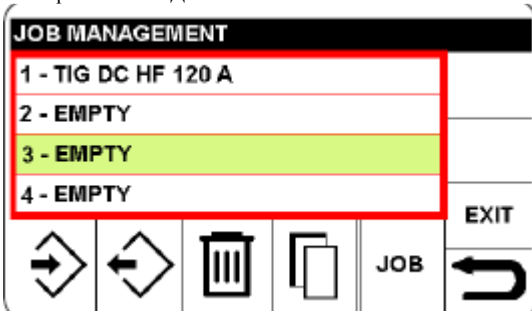 JOB MANAGEMENT
1 - TIG DC HF 120 A
2 - EMPTY
3 - EMPTY
4 - EMPTY
EXIT
JOB